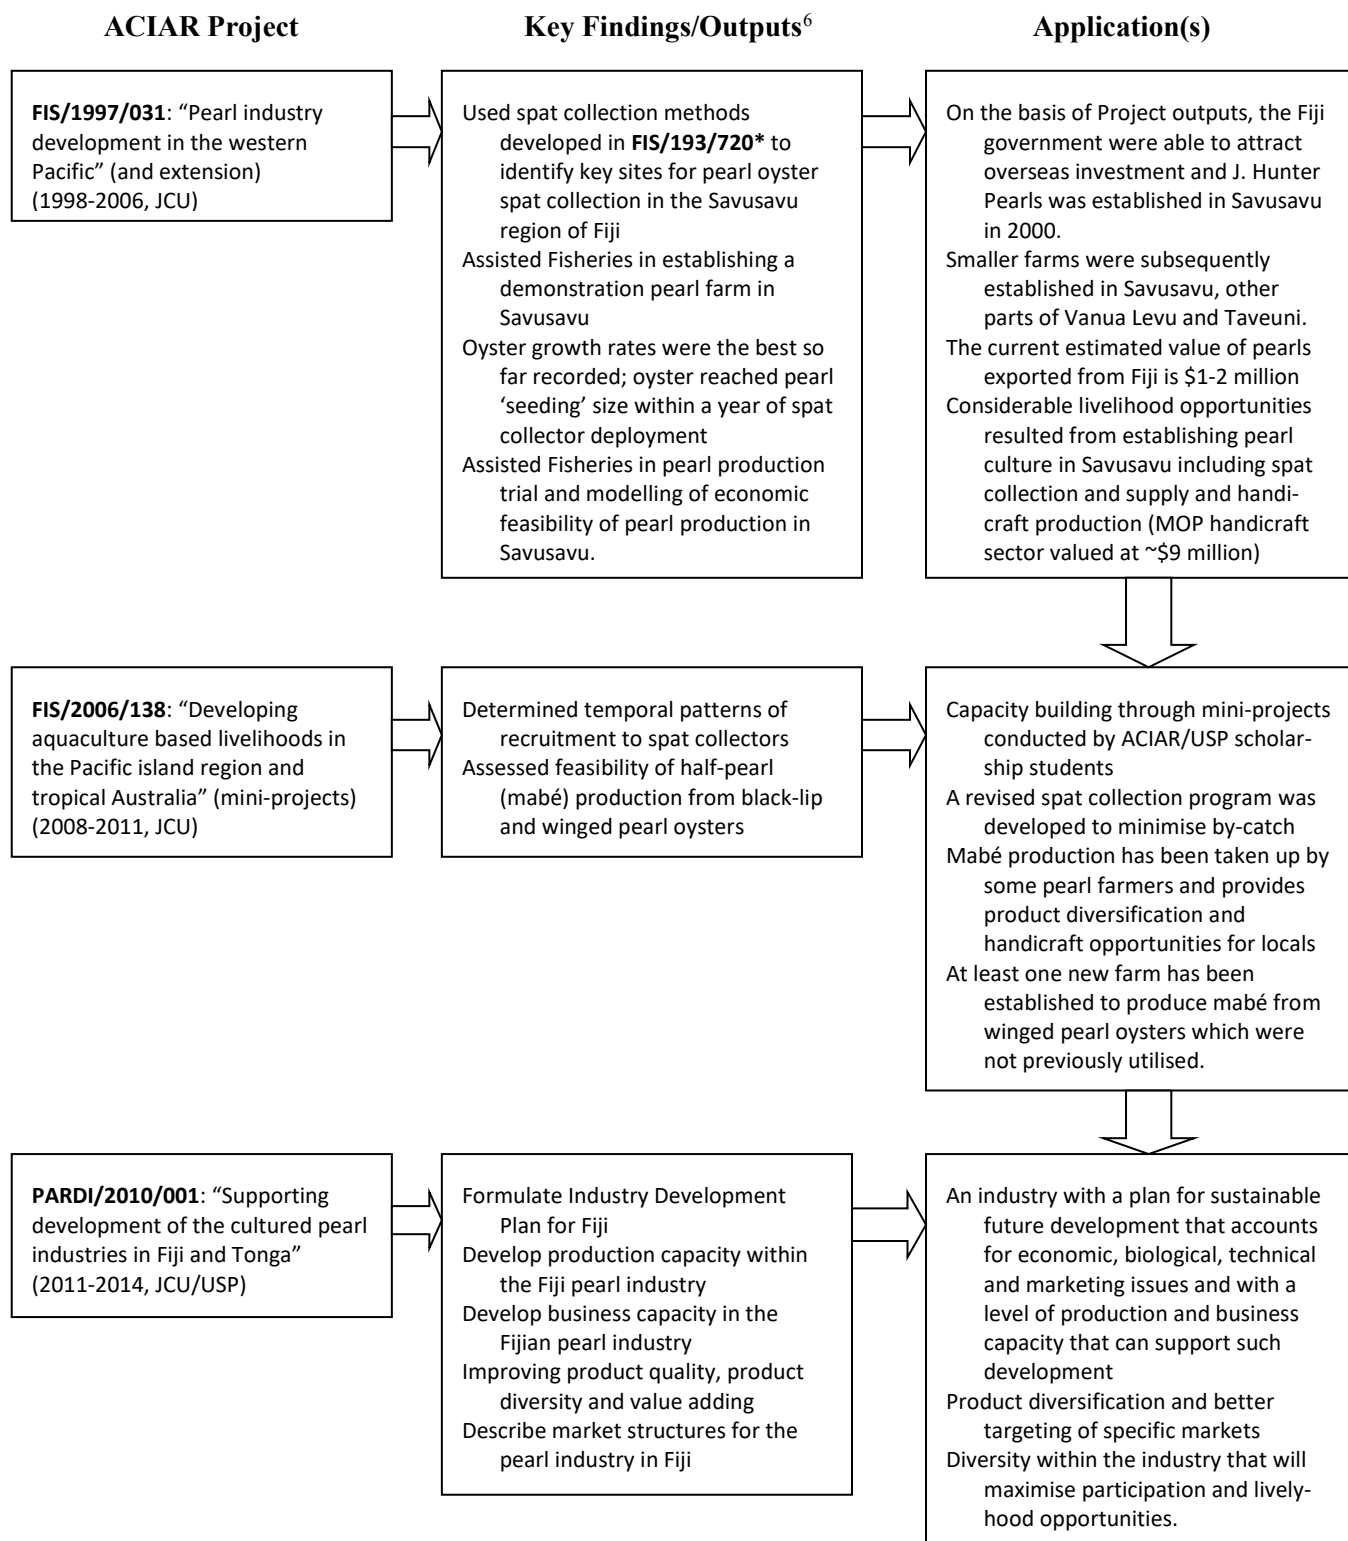 ACIAR Project
Key Findings/Outputs6
Application(s)
FIS/1997/031: “Pearl industry
development in the western
Pacific” (and extension)
(1998-2006, JCU)
Used spat collection methods
developed in FIS/193/720* to
identify key sites for pearl oyster
spat collection in the Savusavu
region of Fiji
Assisted Fisheries in establishing a
demonstration pearl farm in
Savusavu
Oyster growth rates were the best so
far recorded; oyster reached pearl
‘seeding’ size within a year of spat
collector deployment
Assisted Fisheries in pearl production
trial and modelling of economic
feasibility of pearl production in
Savusavu.
On the basis of Project outputs, the Fiji
government were able to attract
overseas investment and J. Hunter
Pearls was established in Savusavu
in 2000.
Smaller farms were subsequently
established in Savusavu, other
parts of Vanua Levu and Taveuni.
The current estimated value of pearls
exported from Fiji is $1-2 million
Considerable livelihood opportunities
resulted from establishing pearl
culture in Savusavu including spat
collection and supply and handi-
craft production (MOP handicraft
sector valued at ~$9 million)
FIS/2006/138: “Developing
aquaculture based livelihoods in
the Pacific island region and
tropical Australia” (mini-projects)
(2008-2011, JCU)
Determined temporal patterns of
recruitment to spat collectors
Assessed feasibility of half-pearl
(mabé) production from black-lip
and winged pearl oysters
Capacity building through mini-projects
conducted by ACIAR/USP scholar-
ship students
A revised spat collection program was
developed to minimise by-catch
Mabé production has been taken up by
some pearl farmers and provides
product diversification and
handicraft opportunities for locals
At least one new farm has been
established to produce mabé from
winged pearl oysters which were
not previously utilised.
PARDI/2010/001: “Supporting
development of the cultured pearl
industries in Fiji and Tonga”
(2011-2014, JCU/USP)
Formulate Industry Development
Plan for Fiji
Develop production capacity within
the Fiji pearl industry
Develop business capacity in the
Fijian pearl industry
Improving product quality, product
diversity and value adding
Describe market structures for the
pearl industry in Fiji
An industry with a plan for sustainable
future development that accounts
for economic, biological, technical
and marketing issues and with a
level of production and business
capacity that can support such
development
Product diversification and better
targeting of specific markets
Diversity within the industry that will
maximise participation and lively-
hood opportunities.